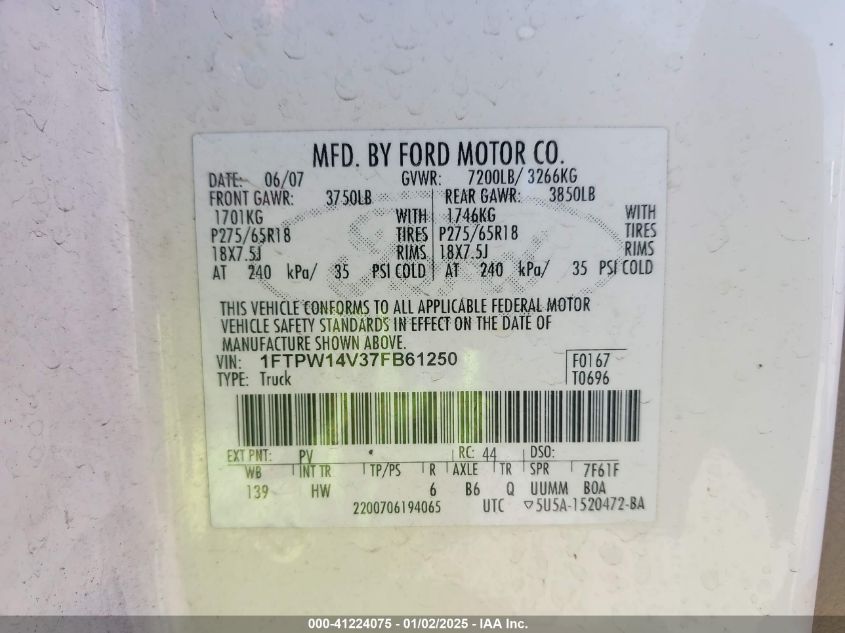 MFD. BY FORD MOTOR CO.
DATE: 06/07 GVWR: 7200LB/ 3266KG
FRONT GAWR: 3750LB REAR GAWR: 3850LB
1701KG WITH 1746KG WITH
P275/65R18 TIRES P275/65R18 TIRES
18X7.5J RIMS 18X7.5J RIMS
AT 240 kPa/ 35 PSI COLD AT 240 kPa/ 35 PSI COLD
THIS VEHICLE CONFORMS TO ALL APPLICABLE FEDERAL MOTOR
VEHICLE SAFETY STANDARDS IN EFFECT ON THE DATE OF
MANUFACTURE SHOWN ABOVE.
VIN: 1FTPW14V37FB61250 F0167
TYPE: Truck T0696
EXT PNT: PV RC: 44 DSO:
WB INT TR TP/PS R AXLE TR SPR 7F61F
139 HW 6 B6 Q UUMM BOA
2200706194065 UTC ▽5U5A-1520472-BA
000-41224075 - 01/02/2025 - IAA Inc.